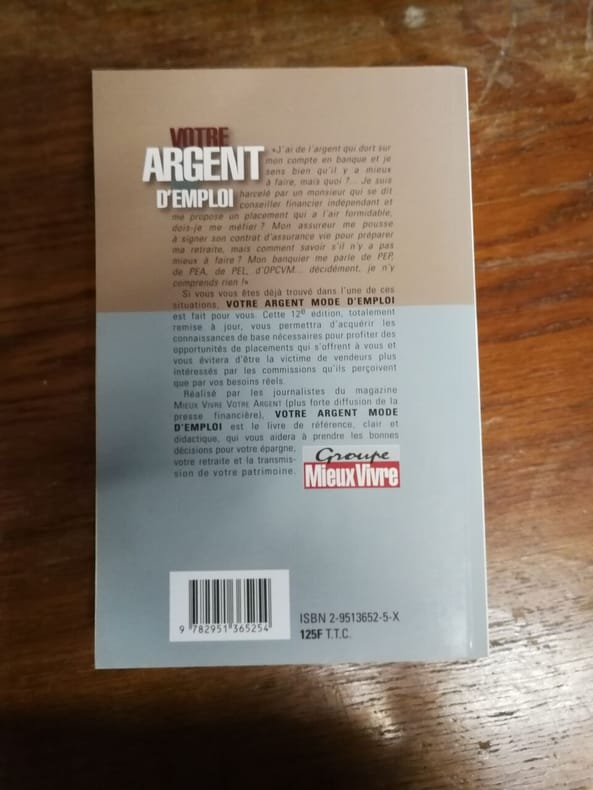 VOTRE
ARGENT
D'EMPLOI
«J'ai de l'argent qui dort sur
mon compte en banque et je
sens bien qu'il y a mieux
à faire, mais quoi ?... Je suis
harcelé par un monsieur qui se dit
conseiller financier indépendant et
me propose un placement qui a l'air formidable,
dois-je me méfier ? Mon assureur me pousse
à signer son contrat d'assurance vie pour préparer
ma retraite, mais comment savoir s'il n'y a pas
mieux à faire ? Mon banquier me parle de PEP,
de PEA, de PEL, d'OPCVM... décidément, je n'y
comprends rien !»
Si vous vous êtes déjà trouvé dans l'une de ces
situations, VOTRE ARGENT MODE D'EMPLOI
est fait pour vous. Cette 12e édition, totalement
remise à jour, vous permettra d'acquérir les
connaissances de base nécessaires pour profiter des
opportunités de placements qui s'offrent à vous et
vous évitera d'être la victime de vendeurs plus
intéressés par les commissions qu'ils perçoivent
que par vos besoins réels.
Réalisé par les journalistes du magazine
MIEUX VIVRE VOTRE ARGENT (plus forte diffusion de la
presse financière), VOTRE ARGENT MODE
D'EMPLOI est le livre de référence, clair et
didactique, qui vous aidera à prendre les bonnes
décisions pour votre épargne,
votre retraite et la transmis-
sion de votre patrimoine.
Groupe
MieuxVivre
9 782951 365254
ISBN 2-9513652-5-X
125F T.T.C.